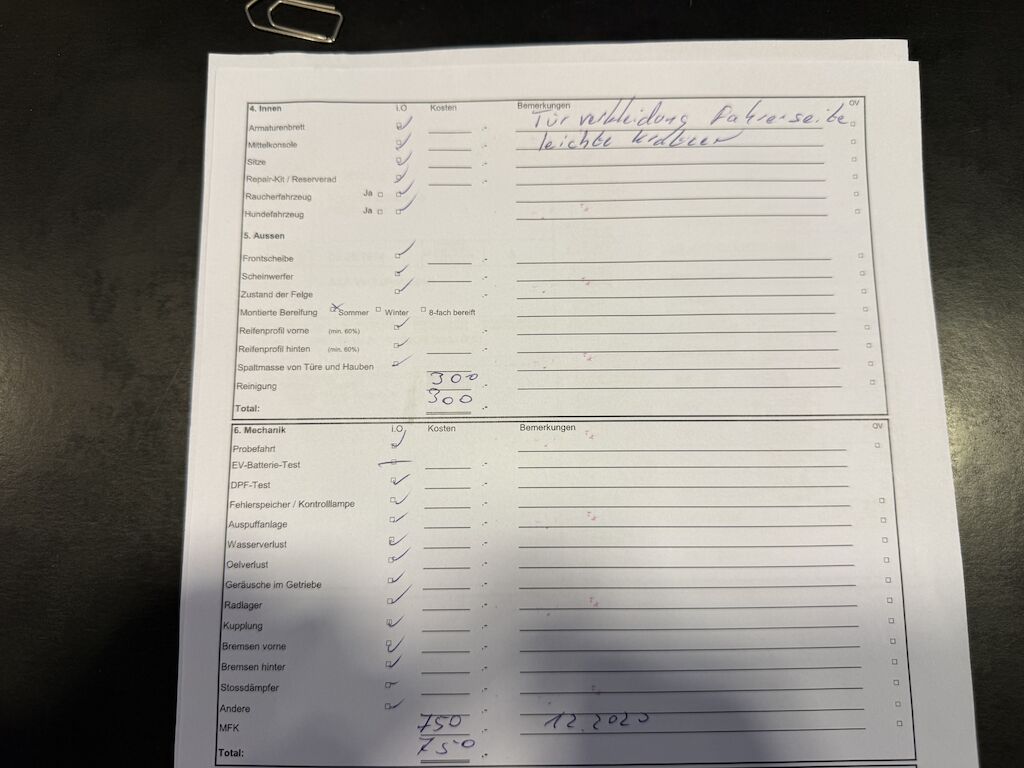 4. Innen i.O Kosten Bemerkungen OV
Armaturenbrett .- Türverkleidung Fahrerseite
Mittelkonsole .- leichte Kratzer
Sitze .-
Repair-Kit / Reserverad .-
Raucherfahrzeug Ja
Hundefahrzeug Ja
5. Aussen
Frontscheibe .-
Scheinwerfer .-
Zustand der Felge
Montierte Bereifung Sommer Winter 8-fach bereift
Reifenprofil vorne (min. 60%) .-
Reifenprofil hinten (min. 60%) .-
Spaltmasse von Türe und Hauben
Reinigung 300 .-
Total: 300 .-
6. Mechanik i.O. Kosten Bemerkungen OV
Probefahrt
EV-Batterie-Test .-
DPF-Test .-
Fehlerspeicher / Kontrolllampe .-
Auspuffanlage .-
Wasserverlust .-
Oelverlust .-
Geräusche im Getriebe .-
Radlager .-
Kupplung .-
Bremsen vorne .-
Bremsen hinter .-
Stossdämpfer .-
Andere .-
MFK 750 .- 12.2020
Total: 750 .-